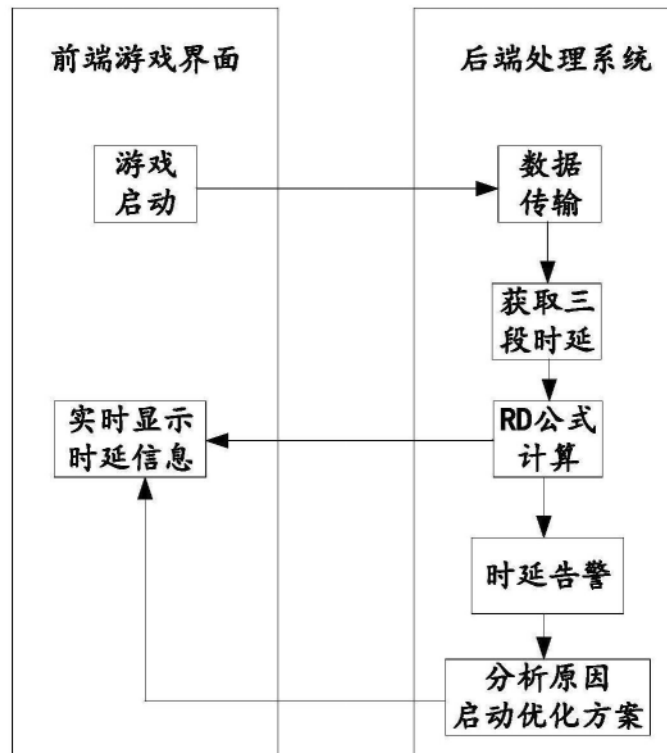 前端游戏界面
后端处理系统
游戏
启动
数据
传输
获取三
段时延
实时显示
时延信息
RD公式
计算
时延告警
分析原因
启动优化方案